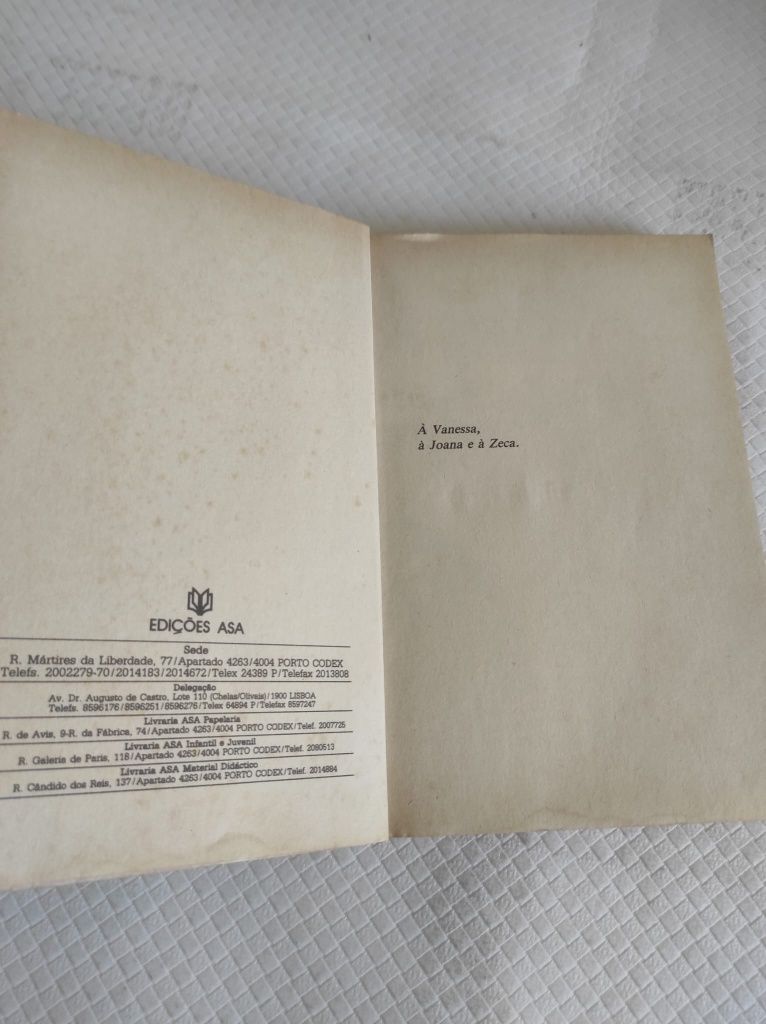 EDIÇÕES ASA
Sede
R. Mártires da Liberdade, 77/Apartado 4263/4004 PORTO CODEX
Telefs. 2002279-70/2014183/2014672/Telex 24389 P/Telefax 2013808
Delegação
Av. Dr. Augusto de Castro, Lote 110 (Chelas/Olivais)/1900 LISBOA
Telefs. 8596176/8596251/8596276/Telex 64894 P/Telefax 8597247
Livraria ASA Papelaria
R. de Avis, 9-R. da Fábrica, 74/Apartado 4263/4004 PORTO CODEX/Telef. 2007725
Livraria ASA Infantil e Juvenil
R. Galeria de Paris, 118/Apartado 4263/4004 PORTO CODEX/Telef. 2080513
Livraria ASA Material Didáctico
R. Cândido dos Reis, 137/Apartado 4263/4004 PORTO CODEX/Telef. 2014884
À Vanessa,
à Joana e à Zeca.